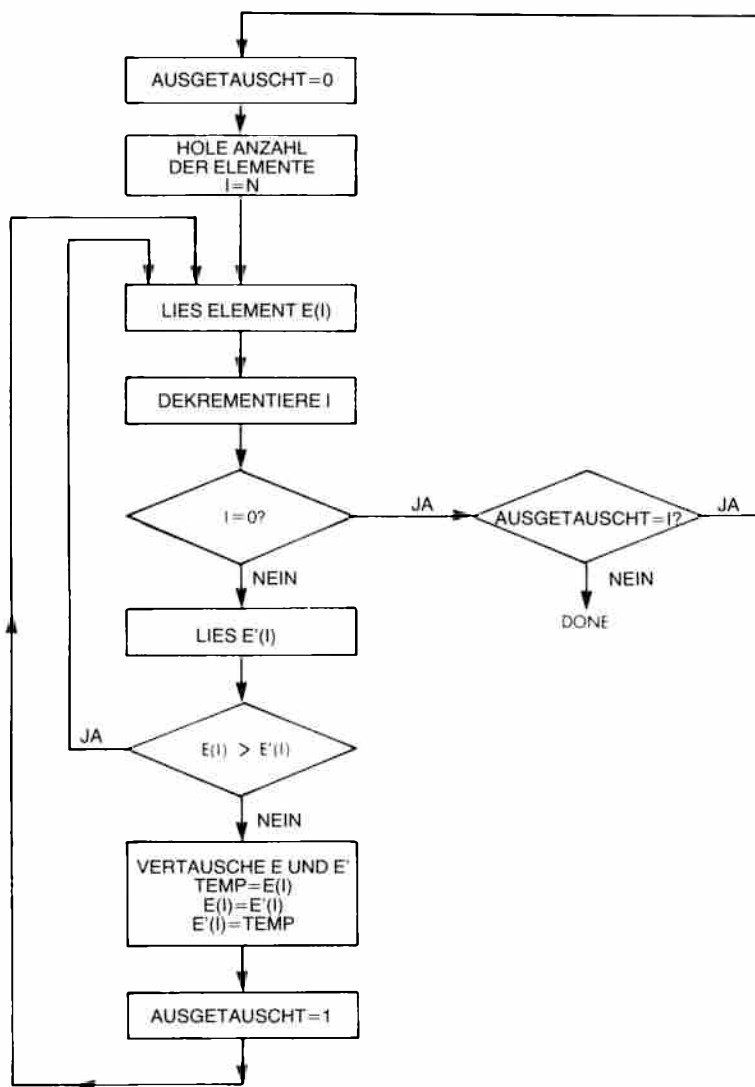 AUSGETAUSCHT=0
HOLE ANZAHL
DER ELEMENTE
I=N
LIES ELEMENT E(I)
DEKREMENTIERE I
I=0?
JA
AUSGETAUSCHT=I?
JA
NEIN
NEIN
DONE
LIES E'(I)
JA
E(I) > E'(I)
NEIN
VERTAUSCHE E UND E'
TEMP=E(I)
E(I)=E'(I)
E'(I)=TEMP
AUSGETAUSCHT=1